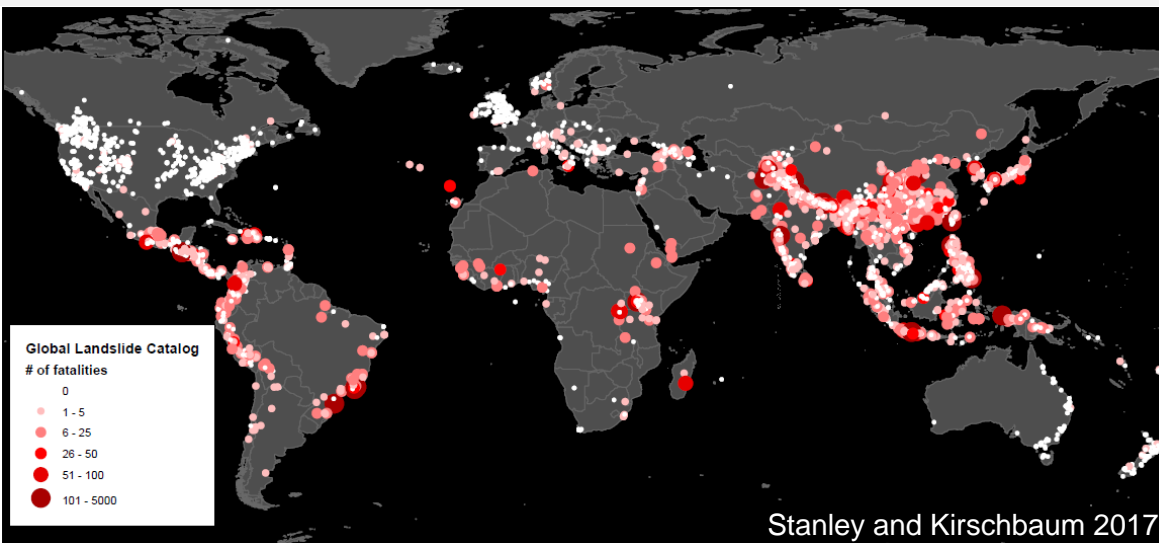 Global Landslide Catalog
# of fatalities
0
1 - 5
6 - 25
26 - 50
51 - 100
101 - 5000
Stanley and Kirschbaum 2017